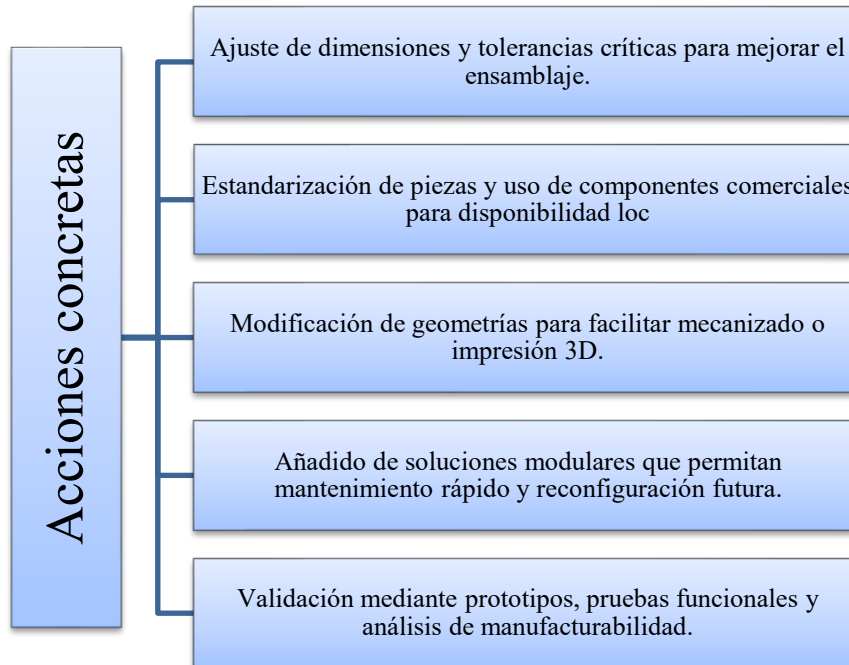 Acciones concretas
Ajuste de dimensiones y tolerancias críticas para mejorar el
ensamblaje.
Estandarización de piezas y uso de componentes comerciales
para disponibilidad loc
Modificación de geometrías para facilitar mecanizado o
impresión 3D.
Añadido de soluciones modulares que permitan
mantenimiento rápido y reconfiguración futura.
Validación mediante prototipos, pruebas funcionales y
análisis de manufacturabilidad.